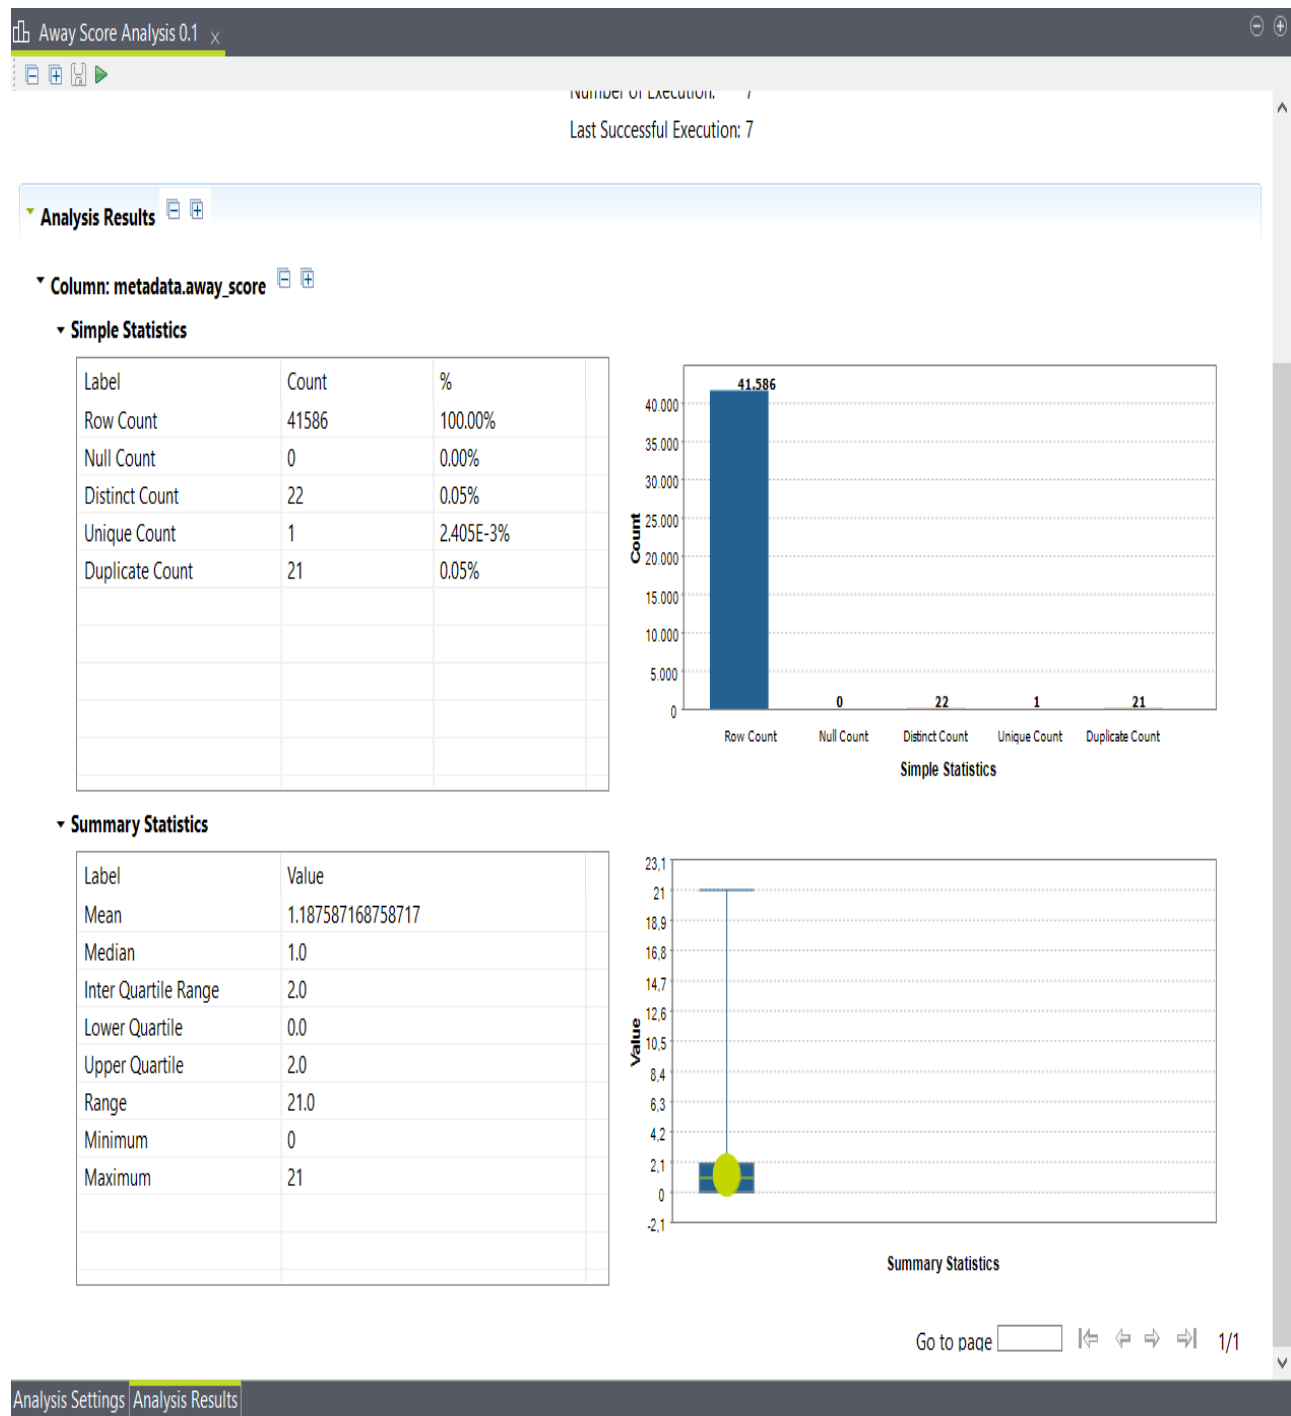 Away Score Analysis 0.1
Number of Execution: 7
Last Successful Execution: 7
Analysis Results
Column: metadata.away_score
Simple Statistics
Label Count %
Row Count 41586 100.00%
Null Count 0 0.00%
Distinct Count 22 0.05%
Unique Count 1 2.405E-3%
Duplicate Count 21 0.05%
41.586
40.000
35.000
30.000
25.000
20.000
15.000
10.000
5.000
0
Count
0 22 1 21
Row Count Null Count Distinct Count Unique Count Duplicate Count
Simple Statistics
Summary Statistics
Label Value
Mean 1.187587168758717
Median 1.0
Inter Quartile Range 2.0
Lower Quartile 0.0
Upper Quartile 2.0
Range 21.0
Minimum 0
Maximum 21
23,1
21
18,9
16,8
14,7
12,6
10,5
8,4
6,3
4,2
2,1
0
-2,1
Value
Summary Statistics
Go to page 1/1
Analysis Settings Analysis Results